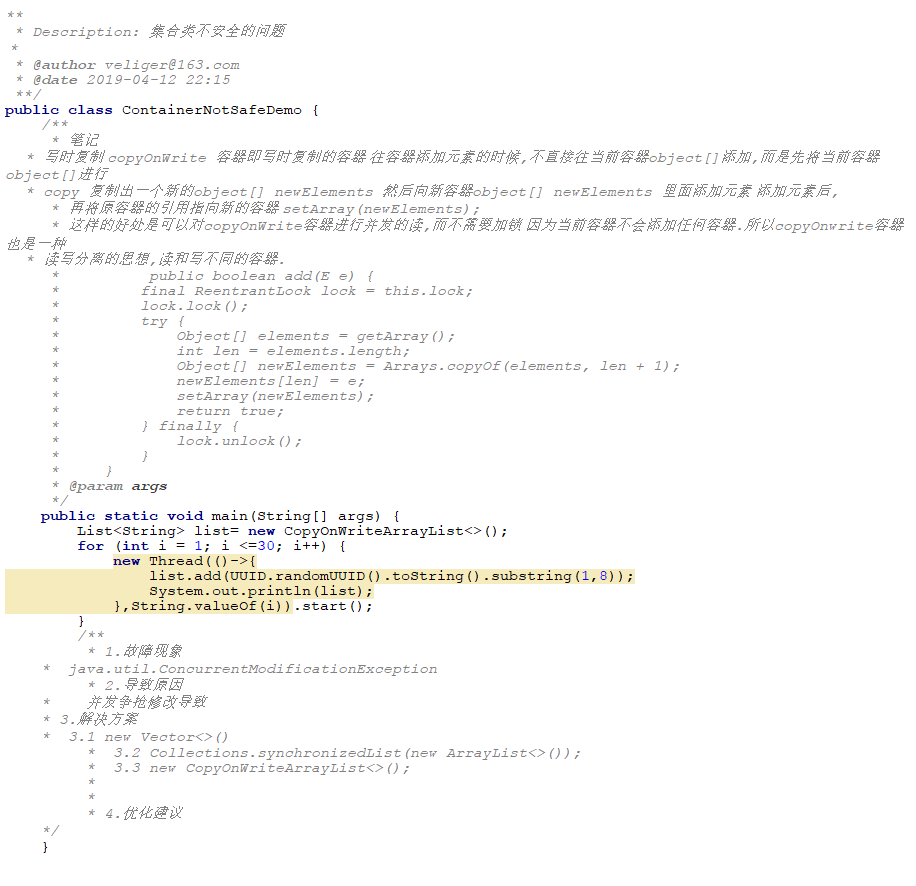 **
* Description: 集合类不安全的问题
*
* @author veliger@163.com
* @date 2019-04-12 22:15
**/
public class ContainerNotSafeDemo {
/**
* 笔记
* 写时复制 copyOnWrite 容器即写时复制的容器 往容器添加元素的时候,不直接往当前容器object[]添加,而是先将当前容器
object[]进行
* copy 复制出一个新的object[] newElements 然后向新容器object[] newElements 里面添加元素 添加元素后,
* 再将原容器的引用指向新的容器 setArray(newElements);
* 这样的好处是可以对copyOnWrite容器进行并发的读,而不需要加锁 因为当前容器不会添加任何容器.所以copyOnwrite容器
也是一种
* 读写分离的思想,读和写不同的容器.
* public boolean add(E e) {
* final ReentrantLock lock = this.lock;
* lock.lock();
* try {
* Object[] elements = getArray();
* int len = elements.length;
* Object[] newElements = Arrays.copyOf(elements, len + 1);
* newElements[len] = e;
* setArray(newElements);
* return true;
* } finally {
* lock.unlock();
* }
* }
* @param args
*/
public static void main(String[] args) {
List<String> list= new CopyOnWriteArrayList<>();
for (int i = 1; i <=30; i++) {
new Thread(()->{
list.add(UUID.randomUUID().toString().substring(1,8));
System.out.println(list);
},String.valueOf(i)).start();
}
/**
* 1.故障现象
* java.util.ConcurrentModificationException
* 2.导致原因
* 并发争抢修改导致
* 3.解决方案
* 3.1 new Vector<>()
* 3.2 Collections.synchronizedList(new ArrayList<>());
* 3.3 new CopyOnWriteArrayList<>();
*
*
* 4.优化建议
*/
}